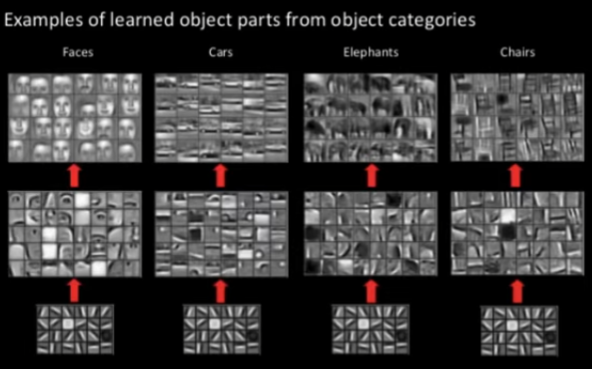 Examples of learned object parts from object categories
Faces
Cars
Elephants
Chairs